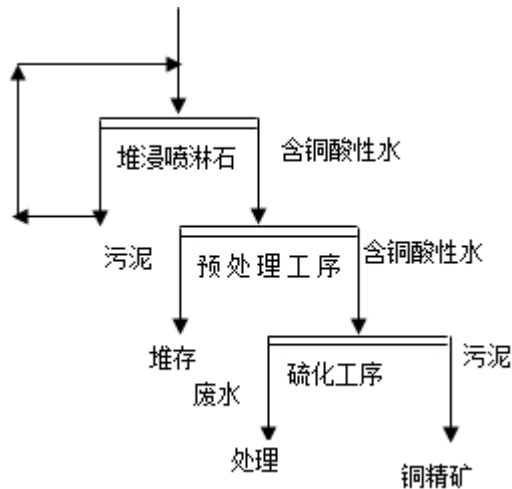 堆浸喷淋石
含铜酸性水
污泥
预处理工序
含铜酸性水
堆存
废水
硫化工序
污泥
处理
铜精矿